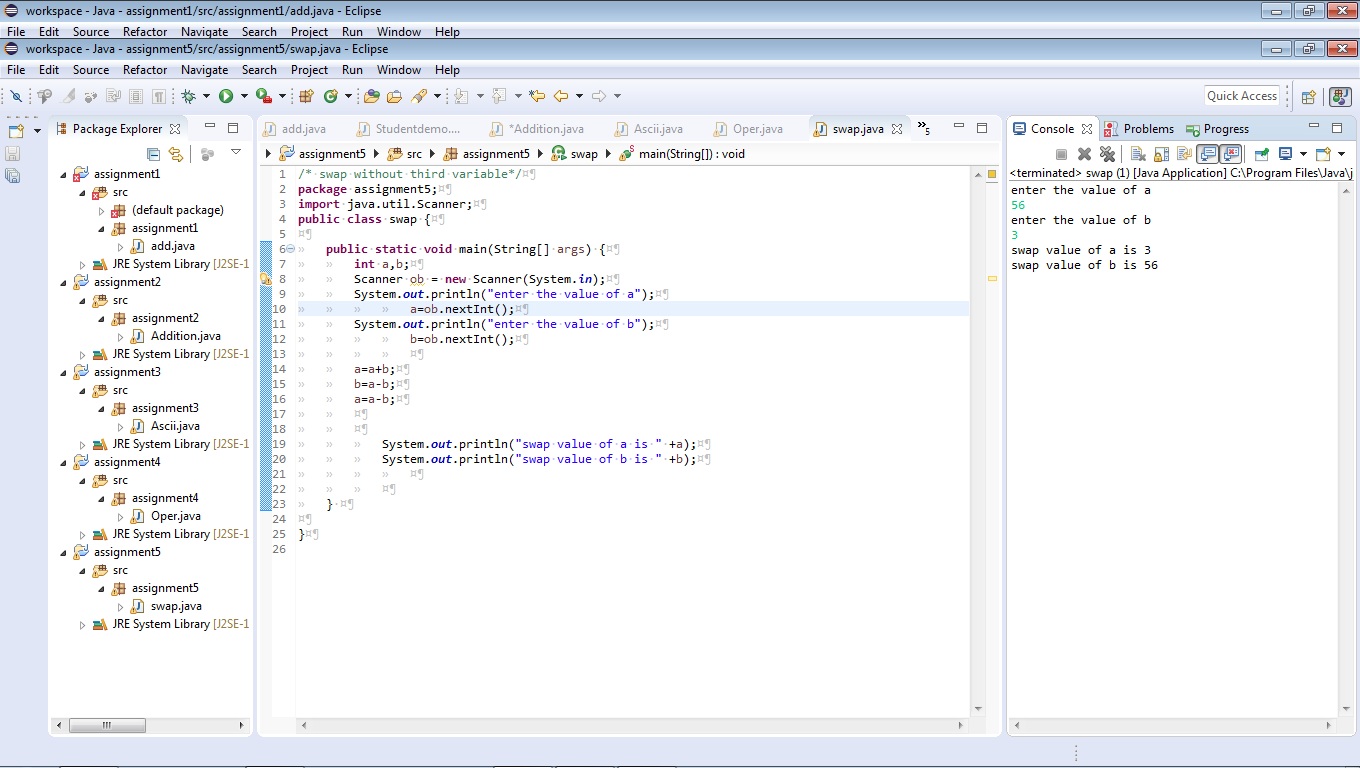 workspace - Java - assignment1/src/assignment1/add.java - Eclipse
File Edit Source Refactor Navigate Search Project Run Window Help
workspace - Java - assignment5/src/assignment5/swap.java - Eclipse
File Edit Source Refactor Navigate Search Project Run Window Help
Quick Access
Package Explorer
assignment1
src
(default package)
assignment1
add.java
JRE System Library [J2SE-1
assignment2
src
assignment2
Addition.java
JRE System Library [J2SE-1
assignment3
src
assignment3
Ascii.java
JRE System Library [J2SE-1
assignment4
src
assignment4
Oper.java
JRE System Library [J2SE-1
assignment5
src
assignment5
swap.java
JRE System Library [J2SE-1
add.java Studentdemo.... *Addition.java Ascii.java Oper.java swap.java »5
assignment5 src assignment5 swap main(String[]) : void
1 /* swap without third variable*/¤¶
2 package assignment5;¤¶
3 import java.util.Scanner;¤¶
4 public class swap {¤¶
5 ¤¶
6 » public static void main(String[] args) {¤¶
7 » » int a,b;¤¶
8 » » Scanner ob = new Scanner(System.in);¤¶
9 » » System.out.println("enter the value of a");¤¶
10 » » » » a=ob.nextInt();¤¶
11 » » System.out.println("enter the value of b");¤¶
12 » » » » b=ob.nextInt();¤¶
13 » » » » ¤¶
14 » » a=a+b;¤¶
15 » » b=a-b;¤¶
16 » » a=a-b;¤¶
17 » » ¤¶
18 » » ¤¶
19 » » » System.out.println("swap value of a is " +a);¤¶
20 » » » System.out.println("swap value of b is " +b);¤¶
21 » » » » ¤¶
22 » » » ¤¶
23 » } ¤¶
24 ¤¶
25 }¤¶
26
Console Problems Progress
<terminated> swap (1) [Java Application] C:\Program Files\Java\j
enter the value of a
56
enter the value of b
3
swap value of a is 3
swap value of b is 56